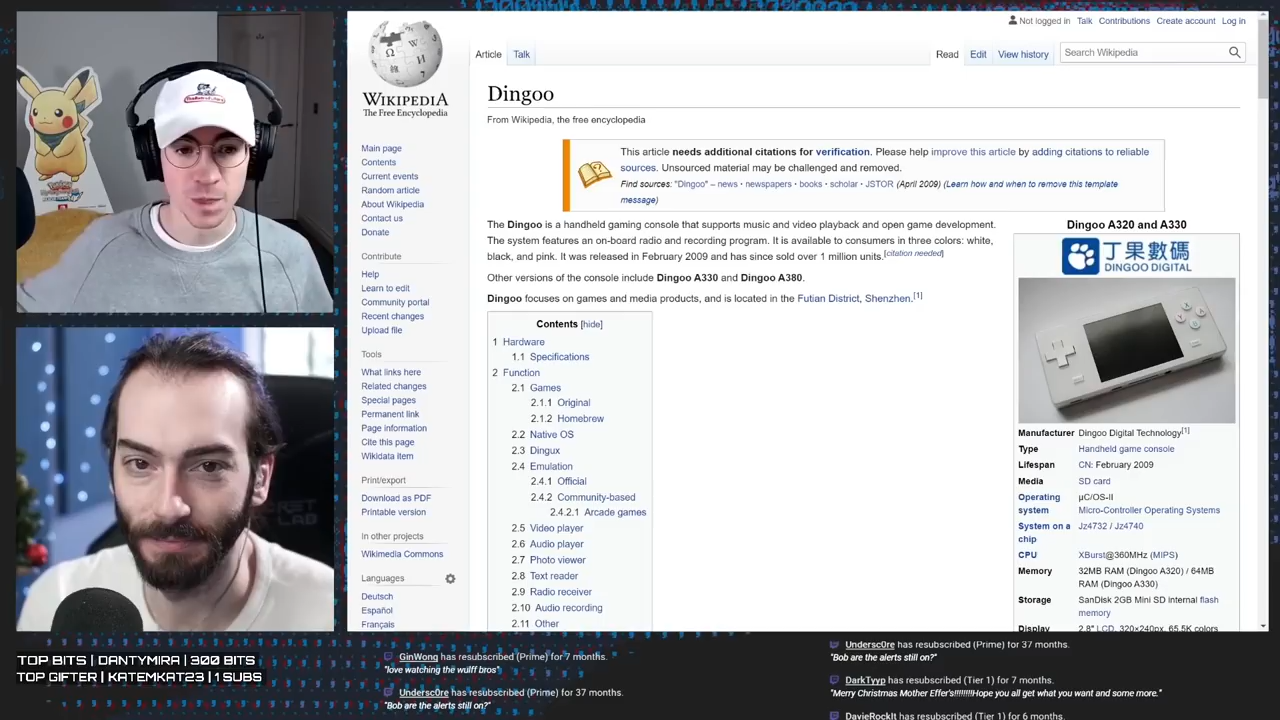 WIKIPEDIA
The Free Encyclopedia
Main page
Contents
Current events
Random article
About Wikipedia
Contact us
Donate
Contribute
Help
Learn to edit
Community portal
Recent changes
Upload file
Tools
What links here
Related changes
Special pages
Permanent link
Page information
Cite this page
Wikidata item
Print/export
Download as PDF
Printable version
In other projects
Wikimedia Commons
Languages
Deutsch
Español
Français
Not logged in Talk Contributions Create account Log in
Article Talk
Read Edit View history Search Wikipedia
Dingoo
From Wikipedia, the free encyclopedia
This article needs additional citations for verification. Please help improve this article by adding citations to reliable
sources. Unsourced material may be challenged and removed.
Find sources: "Dingoo" – news · newspapers · books · scholar · JSTOR (April 2009) (Learn how and when to remove this template
message)
The Dingoo is a handheld gaming console that supports music and video playback and open game development.
The system features an on-board radio and recording program. It is available to consumers in three colors: white,
black, and pink. It was released in February 2009 and has since sold over 1 million units.[citation needed]
Other versions of the console include Dingoo A330 and Dingoo A380.
Dingoo focuses on games and media products, and is located in the Futian District, Shenzhen.[1]
Contents [hide]
1 Hardware
1.1 Specifications
2 Function
2.1 Games
2.1.1 Original
2.1.2 Homebrew
2.2 Native OS
2.3 Dingux
2.4 Emulation
2.4.1 Official
2.4.2 Community-based
2.4.2.1 Arcade games
2.5 Video player
2.6 Audio player
2.7 Photo viewer
2.8 Text reader
2.9 Radio receiver
2.10 Audio recording
2.11 Other
Dingoo A320 and A330
丁果數碼
DINGOO DIGITAL
Manufacturer Dingoo Digital Technology[1]
Type Handheld game console
Lifespan CN: February 2009
Media SD card
Operating system μC/OS-II
Micro-Controller Operating Systems
System on a chip Jz4732 / Jz4740
CPU XBurst@360MHz (MIPS)
Memory 32MB RAM (Dingoo A320) / 64MB
RAM (Dingoo A330)
Storage SanDisk 2GB Mini SD internal flash
memory
Display 2.8" LCD, 320×240px, 65.5K colors
TOP BITS | DANTYMIRA | 300 BITS
TOP GIFTER | KATEMKAT23 | 1 SUBS
GinWong has resubscribed (Prime) for 7 months.
"love watching the wulff bros"
Undersc0re has resubscribed (Prime) for 37 months.
"Bob are the alerts still on?"
Undersc0re has resubscribed (Prime) for 37 months.
"Bob are the alerts still on?"
DarkTyyp has resubscribed (Tier 1) for 7 months.
"Merry Christmas Mother Effer's!!!!!!!!Hope you all get what you want and some more."
DavieRockIt has resubscribed (Tier 1) for 6 months.